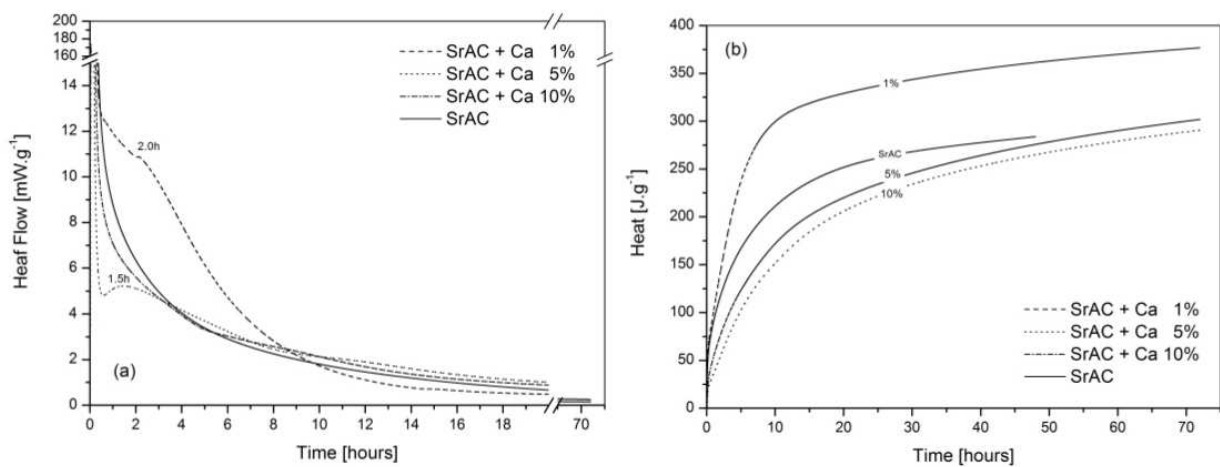 200
180
160
14
12
10
8
6
4
2
0
Heaf Flow [mW.g-1]
SrAC + Ca 1%
SrAC + Ca 5%
SrAC + Ca 10%
SrAC
2.0h
1.5h
(a)
0 2 4 6 8 10 12 14 16 18 70
Time [hours]
400
350
300
250
200
150
100
50
0
Heat [J.g-1]
(b)
1%
SrAC
5%
10%
SrAC + Ca 1%
SrAC + Ca 5%
SrAC + Ca 10%
SrAC
0 10 20 30 40 50 60 70
Time [hours]